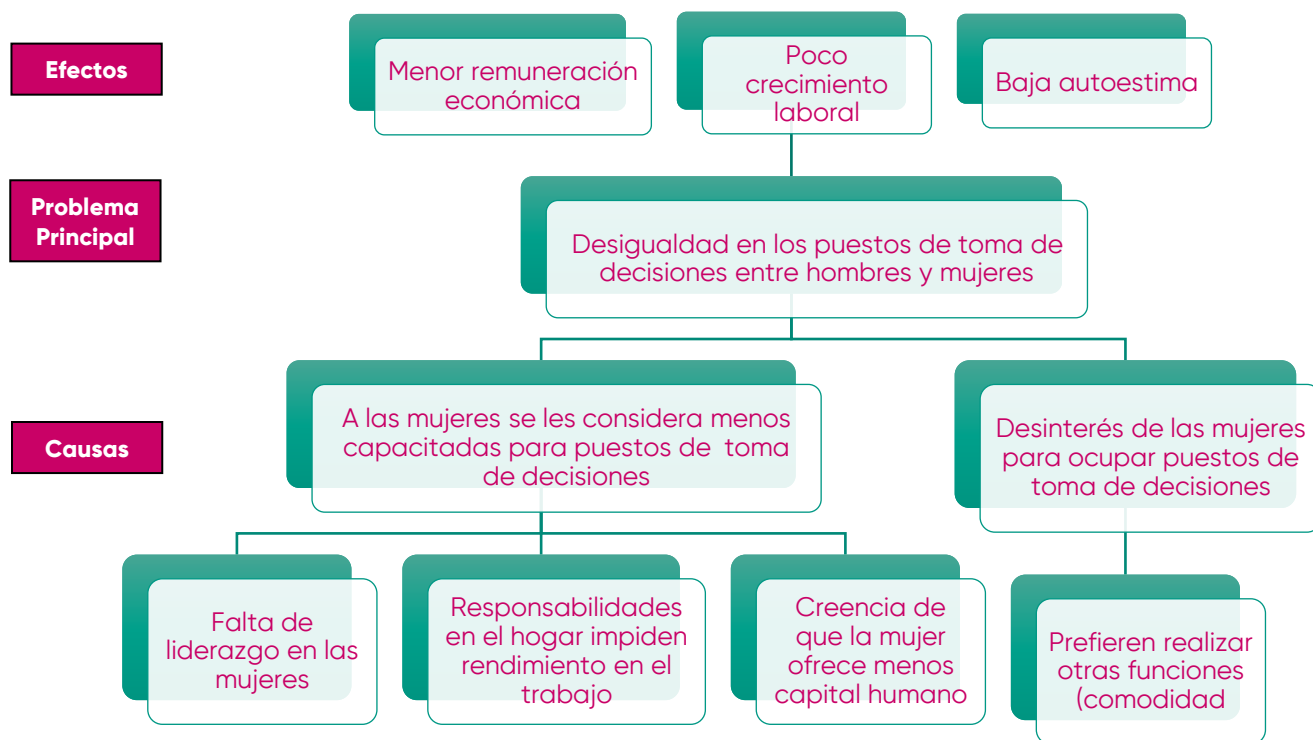 Efectos
Menor remuneración
económica
Poco
crecimiento
laboral
Baja autoestima
Problema
Principal
Desigualdad en los puestos de toma de
decisiones entre hombres y mujeres
Causas
A las mujeres se les considera menos
capacitadas para puestos de toma
de decisiones
Desinterés de las mujeres
para ocupar puestos de
toma de decisiones
Falta de
liderazgo en las
mujeres
Responsabilidades
en el hogar impiden
rendimiento en el
trabajo
Creencia de
que la mujer
ofrece menos
capital humano
Prefieren realizar
otras funciones
(comodidad